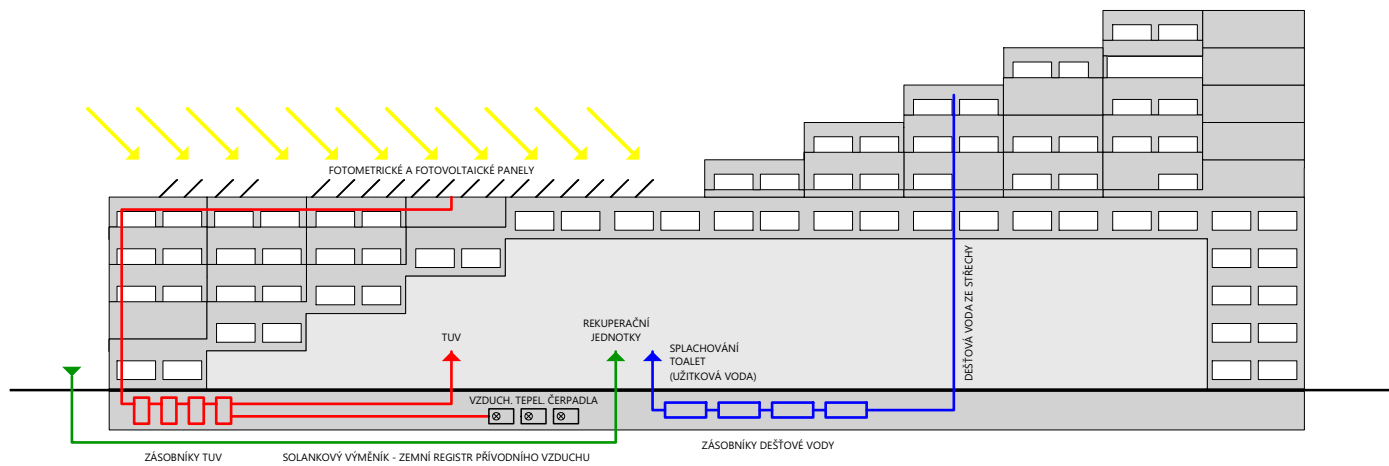 FOTOMETRICKÉ A FOTOVOLTAICKÉ PANELY
DEŠŤOVÁ VODA ZE STŘECHY
TUV
REKUPERAČNÍ
JEDNOTKY
SPLACHOVÁNÍ
TOALET
(UŽITKOVÁ VODA)
VZDUCH. TEPEL. ČERPADLA
ZÁSOBNÍKY TUV
SOLANKOVÝ VÝMĚNÍK - ZEMNÍ REGISTR PŘÍVODNÍHO VZDUCHU
ZÁSOBNÍKY DEŠŤOVÉ VODY